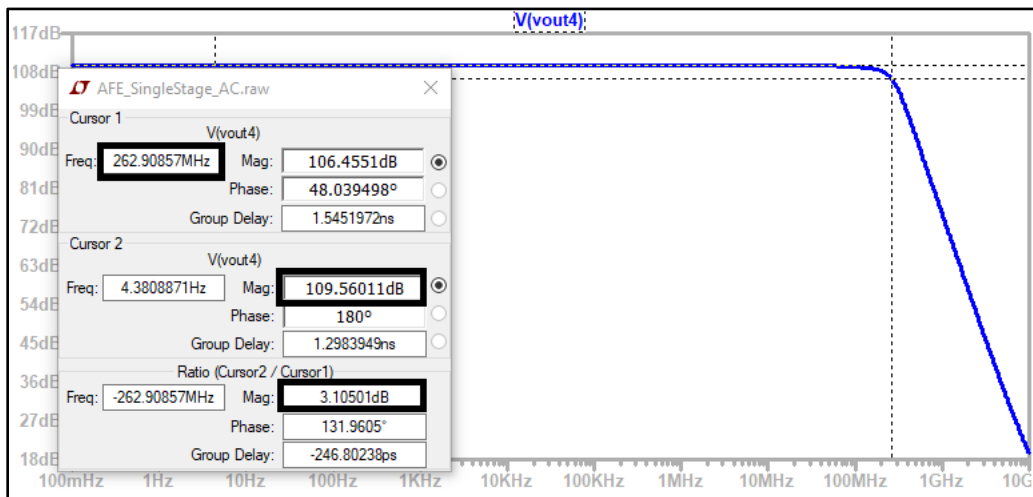 V(vout4)
117dB
108dB
99dB
90dB
81dB
72dB
63dB
54dB
45dB
36dB
27dB
18dB
AFE_SingleStage_AC.raw
Cursor 1
V(vout4)
Freq: 262.90857MHz Mag: 106.4551dB
Phase: 48.039498°
Group Delay: 1.5451972ns
Cursor 2
V(vout4)
Freq: 4.3808871Hz Mag: 109.56011dB
Phase: 180°
Group Delay: 1.2983949ns
Ratio (Cursor2 / Cursor1)
Freq: -262.90857MHz Mag: 3.10501dB
Phase: 131.9605°
Group Delay: -246.80238ps
100mHz 1Hz 10Hz 100Hz 1KHz 10KHz 100KHz 1MHz 10MHz 100MHz 1GHz